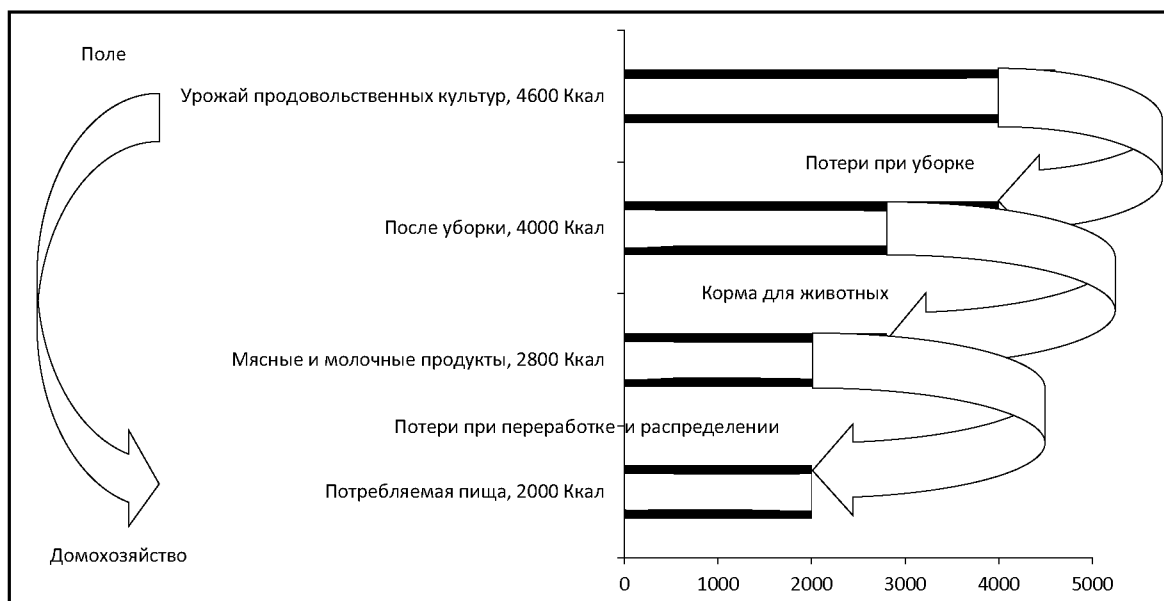 Поле
Урожай продовольственных культур, 4600 Ккал
Потери при уборке
После уборки, 4000 Ккал
Корма для животных
Мясные и молочные продукты, 2800 Ккал
Потери при переработке и распределении
Потребляемая пища, 2000 Ккал
Домохозяйство
0 1000 2000 3000 4000 5000